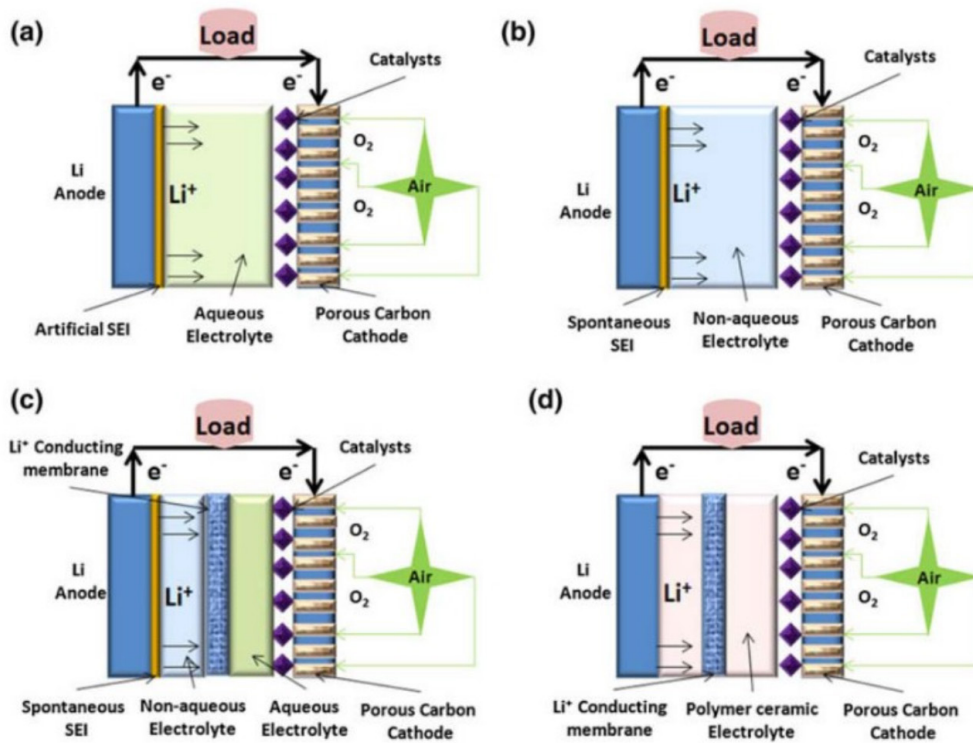 (a)
Load
e-
e-
Catalysts
Li
Anode
Li+
O2
Air
O2
Artificial SEI
Aqueous
Electrolyte
Porous Carbon
Cathode
(b)
Load
e-
e-
Catalysts
Li
Anode
Li+
O2
Air
O2
Spontaneous
SEI
Non-aqueous
Electrolyte
Porous Carbon
Cathode
(c)
Load
Li+ Conducting
membrane
e-
e-
Catalysts
Li
Anode
Li+
O2
Air
O2
Spontaneous
SEI
Non-aqueous
Electrolyte
Aqueous
Electrolyte
Porous Carbon
Cathode
(d)
Load
e-
e-
Catalysts
Li
Anode
Li+
O2
Air
O2
Li+ Conducting
membrane
Polymer ceramic
Electrolyte
Porous Carbon
Cathode